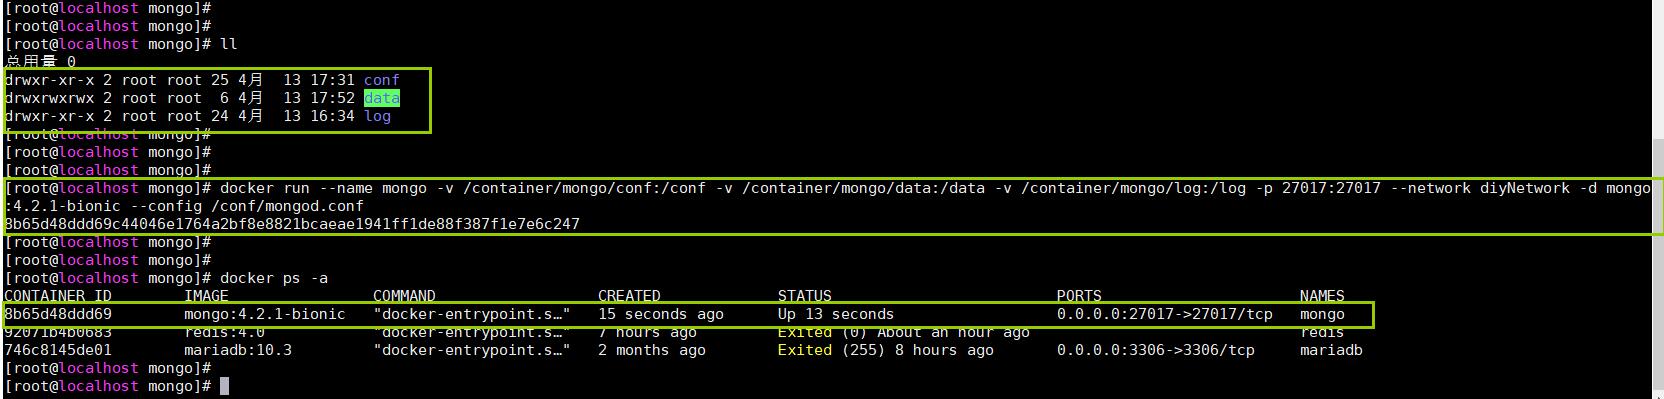 [root@localhost mongo]#
[root@localhost mongo]#
[root@localhost mongo]# ll
总用量 0
drwxr-xr-x 2 root root 25 4月  13 17:31 conf
drwxrwxrwx 2 root root  6 4月  13 17:52 data
drwxr-xr-x 2 root root 24 4月  13 16:34 log
[root@localhost mongo]#
[root@localhost mongo]#
[root@localhost mongo]#
[root@localhost mongo]# docker run --name mongo -v /container/mongo/conf:/conf -v /container/mongo/data:/data -v /container/mongo/log:/log -p 27017:27017 --network diyNetwork -d mongo
:4.2.1-bionic --config /conf/mongod.conf
8b65d48ddd69c44046e1764a2bf8e8821bcaeae1941ff1de88f387f1e7e6c247
[root@localhost mongo]#
[root@localhost mongo]#
[root@localhost mongo]# docker ps -a
CONTAINER ID        IMAGE                COMMAND                  CREATED             STATUS                         PORTS                      NAMES
8b65d48ddd69        mongo:4.2.1-bionic   "docker-entrypoint.s…"   15 seconds ago      Up 13 seconds                  0.0.0.0:27017->27017/tcp   mongo
92071b4b0683        redis:4.0            "docker-entrypoint.s…"   7 hours ago         Exited (0) About an hour ago                              redis
746c8145de01        mariadb:10.3         "docker-entrypoint.s…"   2 months ago        Exited (255) 8 hours ago       0.0.0.0:3306->3306/tcp     mariadb
[root@localhost mongo]#
[root@localhost mongo]#